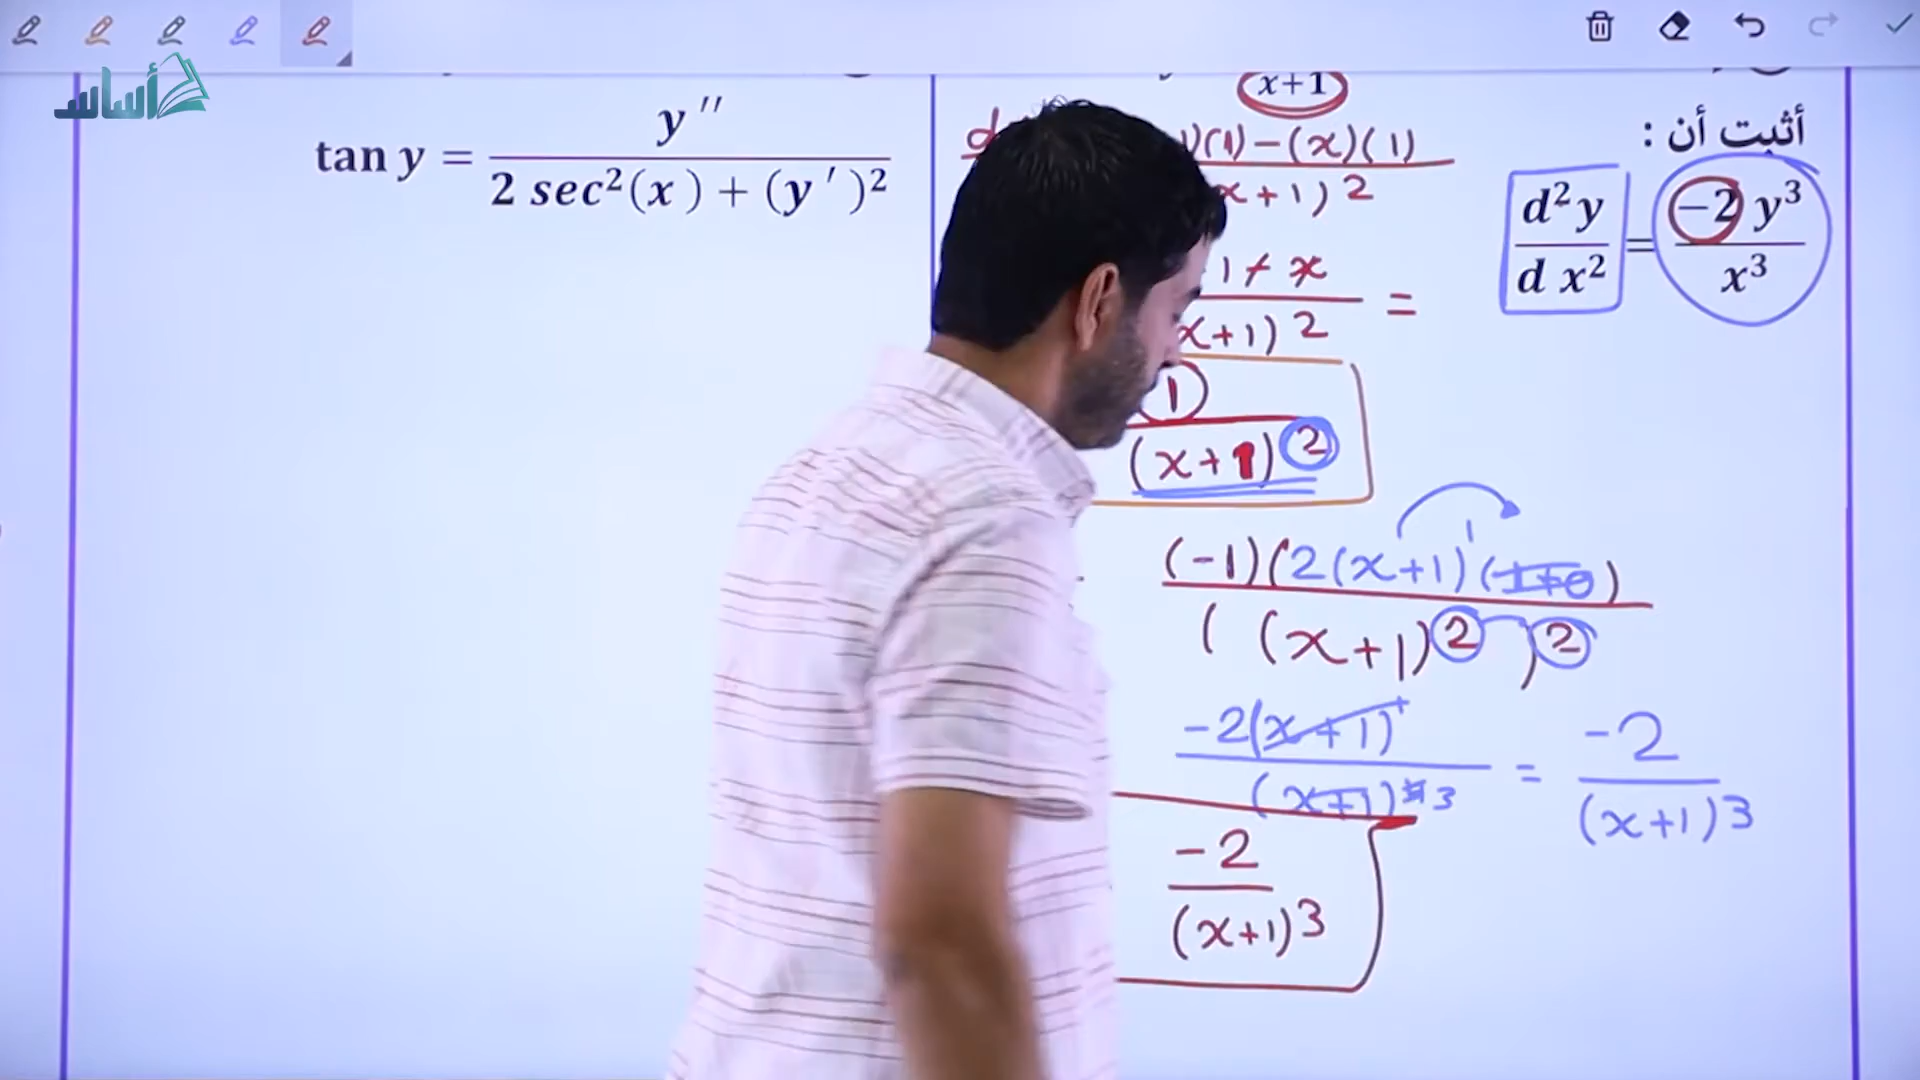 أساس
tan y = y'' / 2 sec²(x) + (y')²
x+1
أثبت أن :
d²y / d x² = −2 y³ / x³
)(1) − (x)(1)
x+1)2
1 + x
x+1)2 =
1
(x+1)2
(-1)(2(x+1)'(1+0)
((x+1)2)2
-2(x+1)
(x+1)4 3 = -2 / (x+1)3
-2
(x+1)3